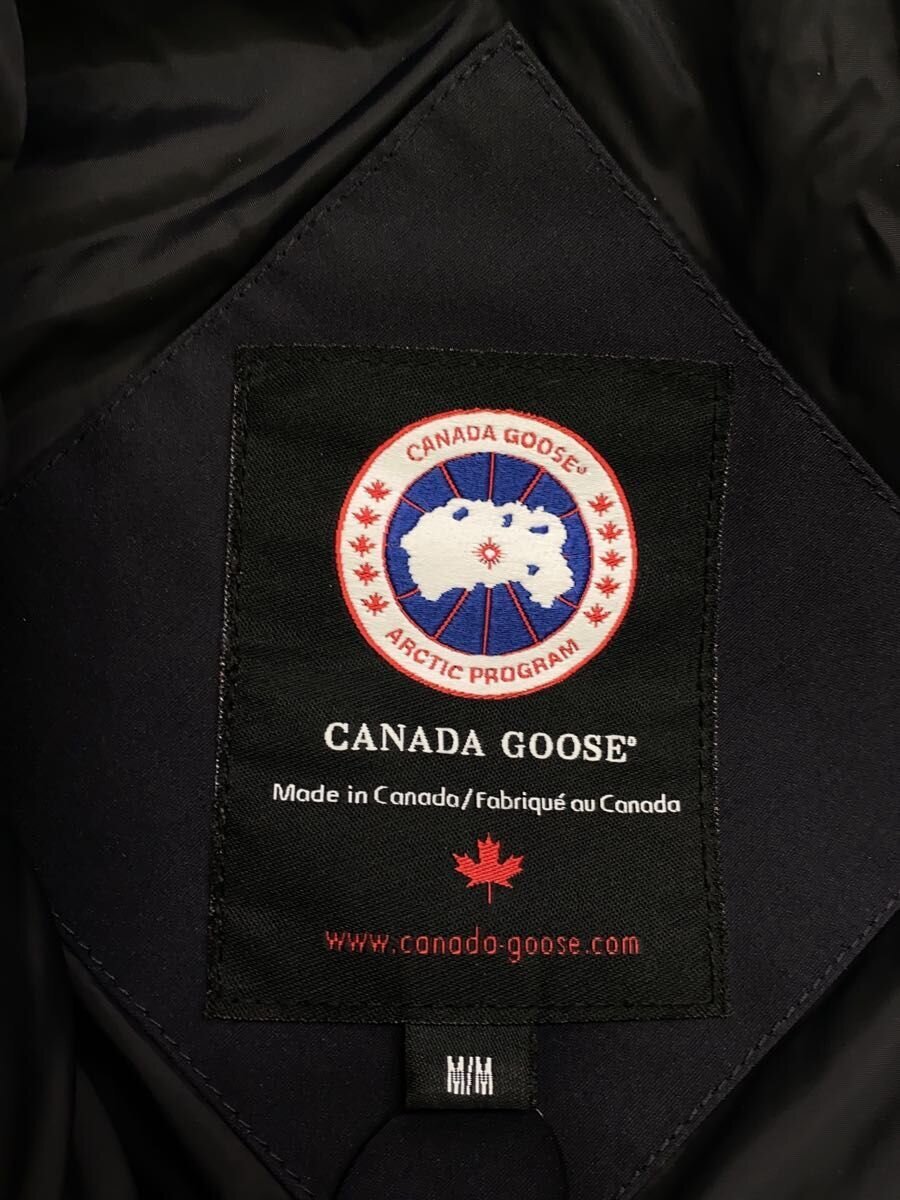 CANADA GOOSE®
ARCTIC PROGRAM
CANADA GOOSE®
Made in Canada/Fabriqué au Canada
www.canada-goose.com
M/M